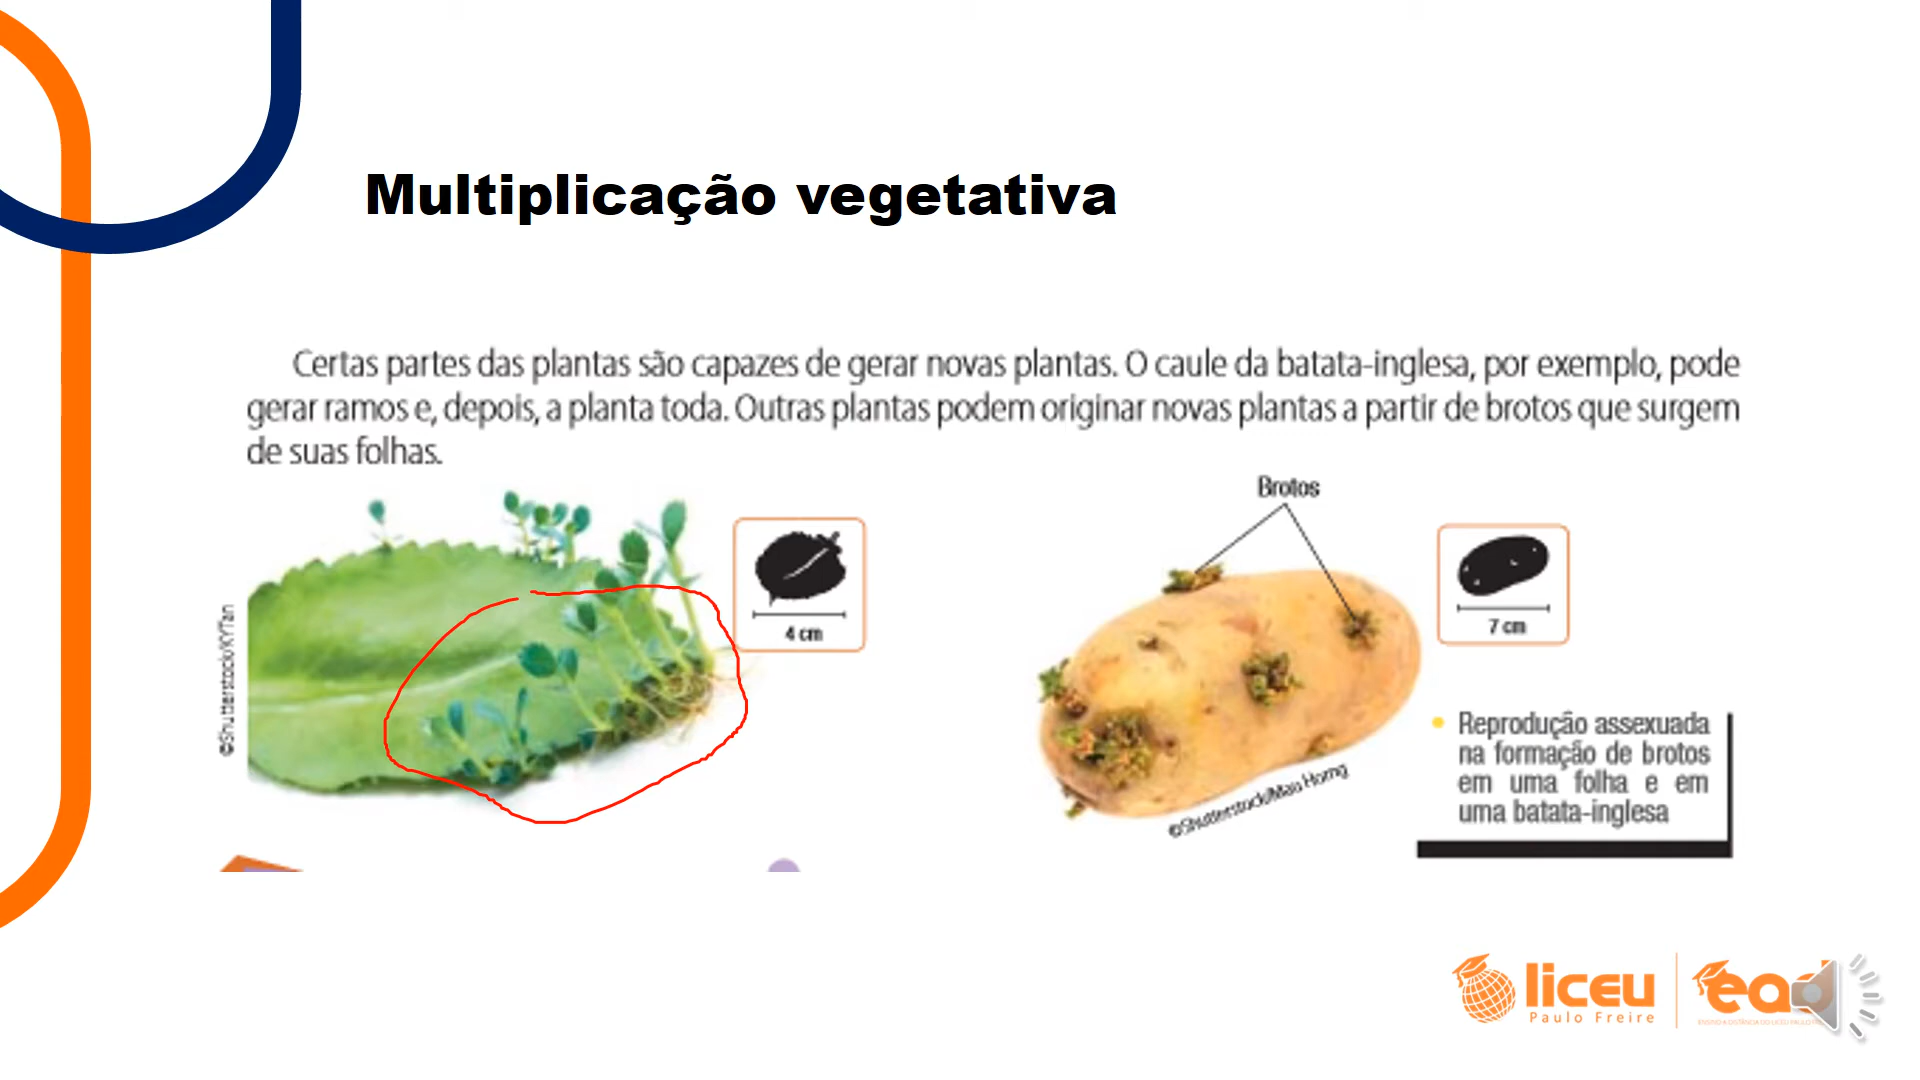 Multiplicação vegetativa
Certas partes das plantas são capazes de gerar novas plantas. O caule da batata-inglesa, por exemplo, pode
gerar ramos e, depois, a planta toda. Outras plantas podem originar novas plantas a partir de brotos que surgem
de suas folhas.
Brotos
4 cm
7 cm
©Shutterstock/KYTan
©Shutterstock/Mau Horng
Reprodução assexuada
na formação de brotos
em uma folha e em
uma batata-inglesa
liceu
Paulo Freire
ead